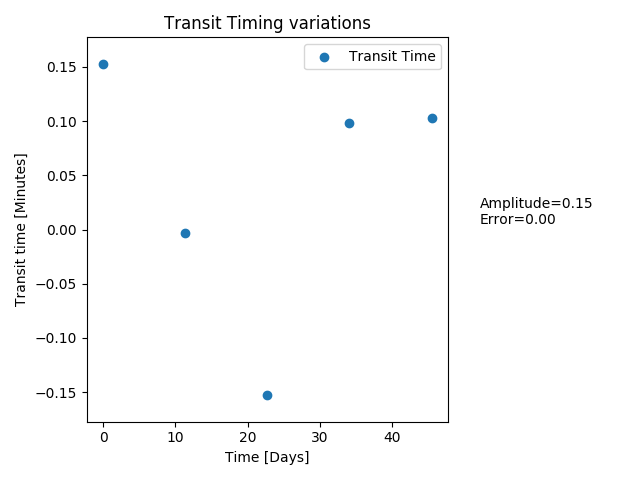 Transit Timing variations
Transit Time
0.15
0.10
0.05
0.00
−0.05
−0.10
−0.15
Transit time [Minutes]
0
10
20
30
40
Time [Days]
Amplitude=0.15
Error=0.00